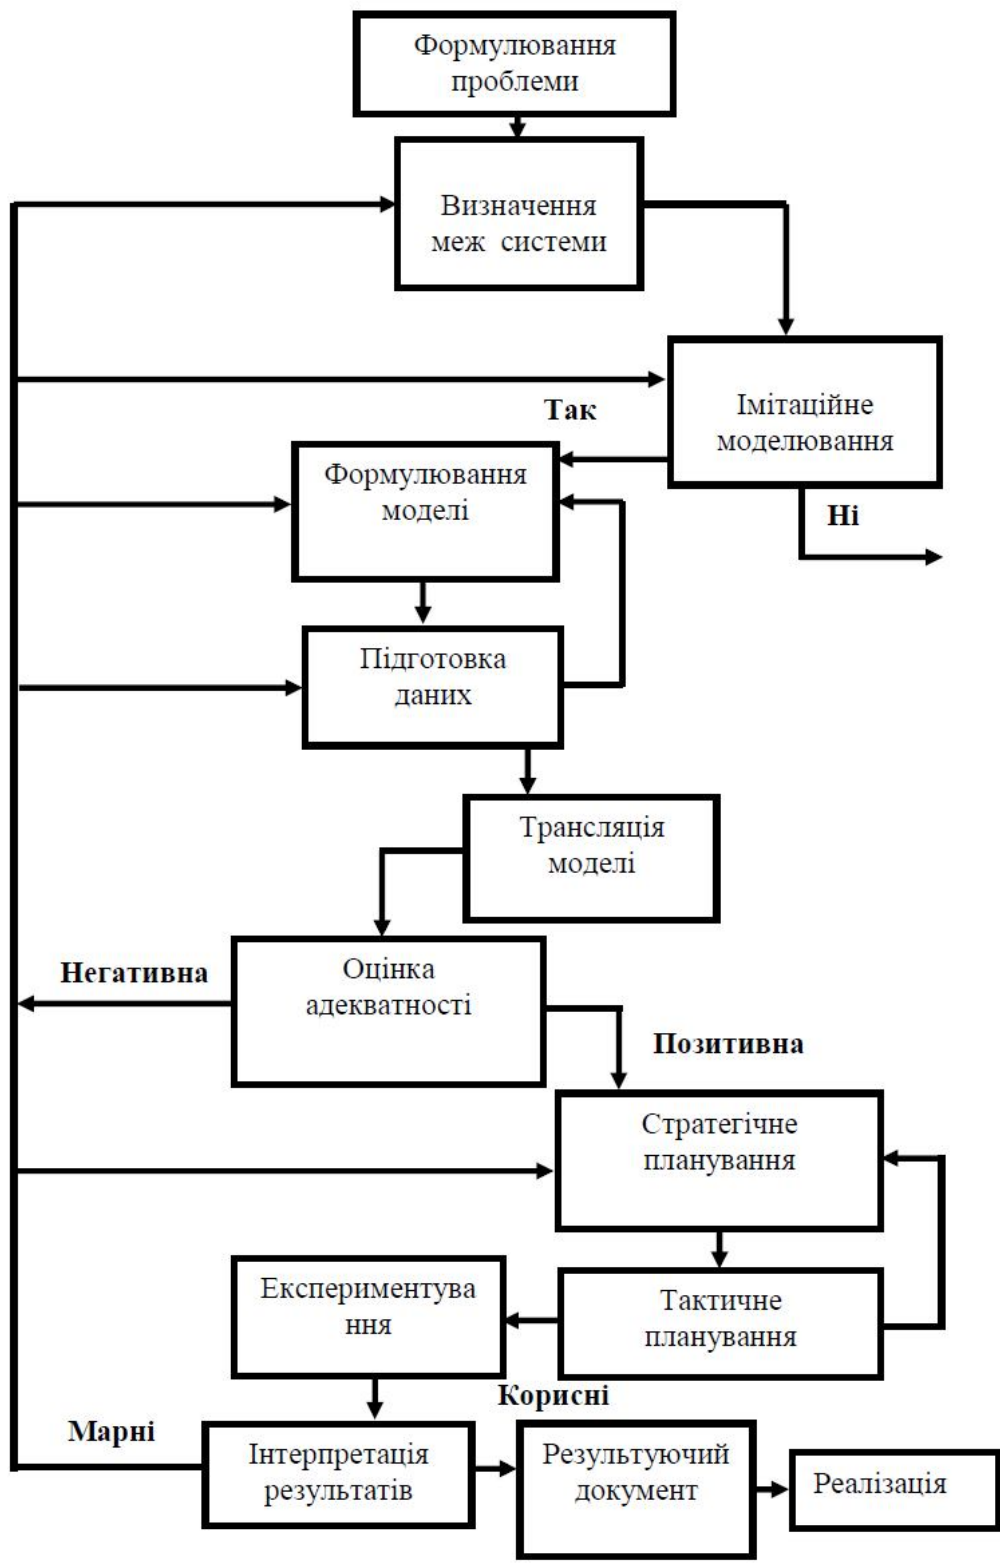 Формулювання
проблеми
Визначення
меж системи
Імітаційне
моделювання
Так
Ні
Формулювання
моделі
Підготовка
даних
Трансляція
моделі
Оцінка
адекватності
Негативна
Позитивна
Стратегічне
планування
Тактичне
планування
Експериментува
ння
Корисні
Марні
Інтерпретація
результатів
Результуючий
документ
Реалізація